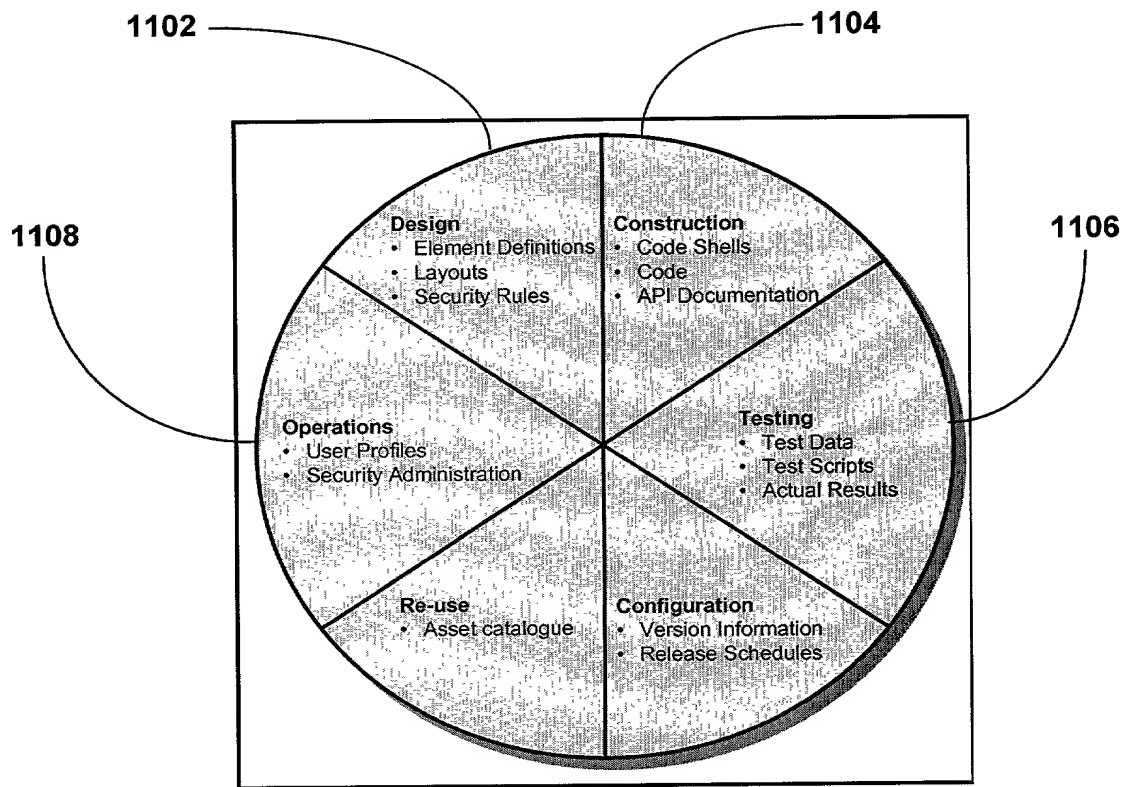 1102
1104
1108
1106
Design
• Element Definitions
• Layouts
• Security Rules
Construction
• Code Shells
• Code
• API Documentation
Operations
• User Profiles
• Security Administration
Testing
• Test Data
• Test Scripts
• Actual Results
Re-use
• Asset catalogue
Configuration
• Version Information
• Release Schedules